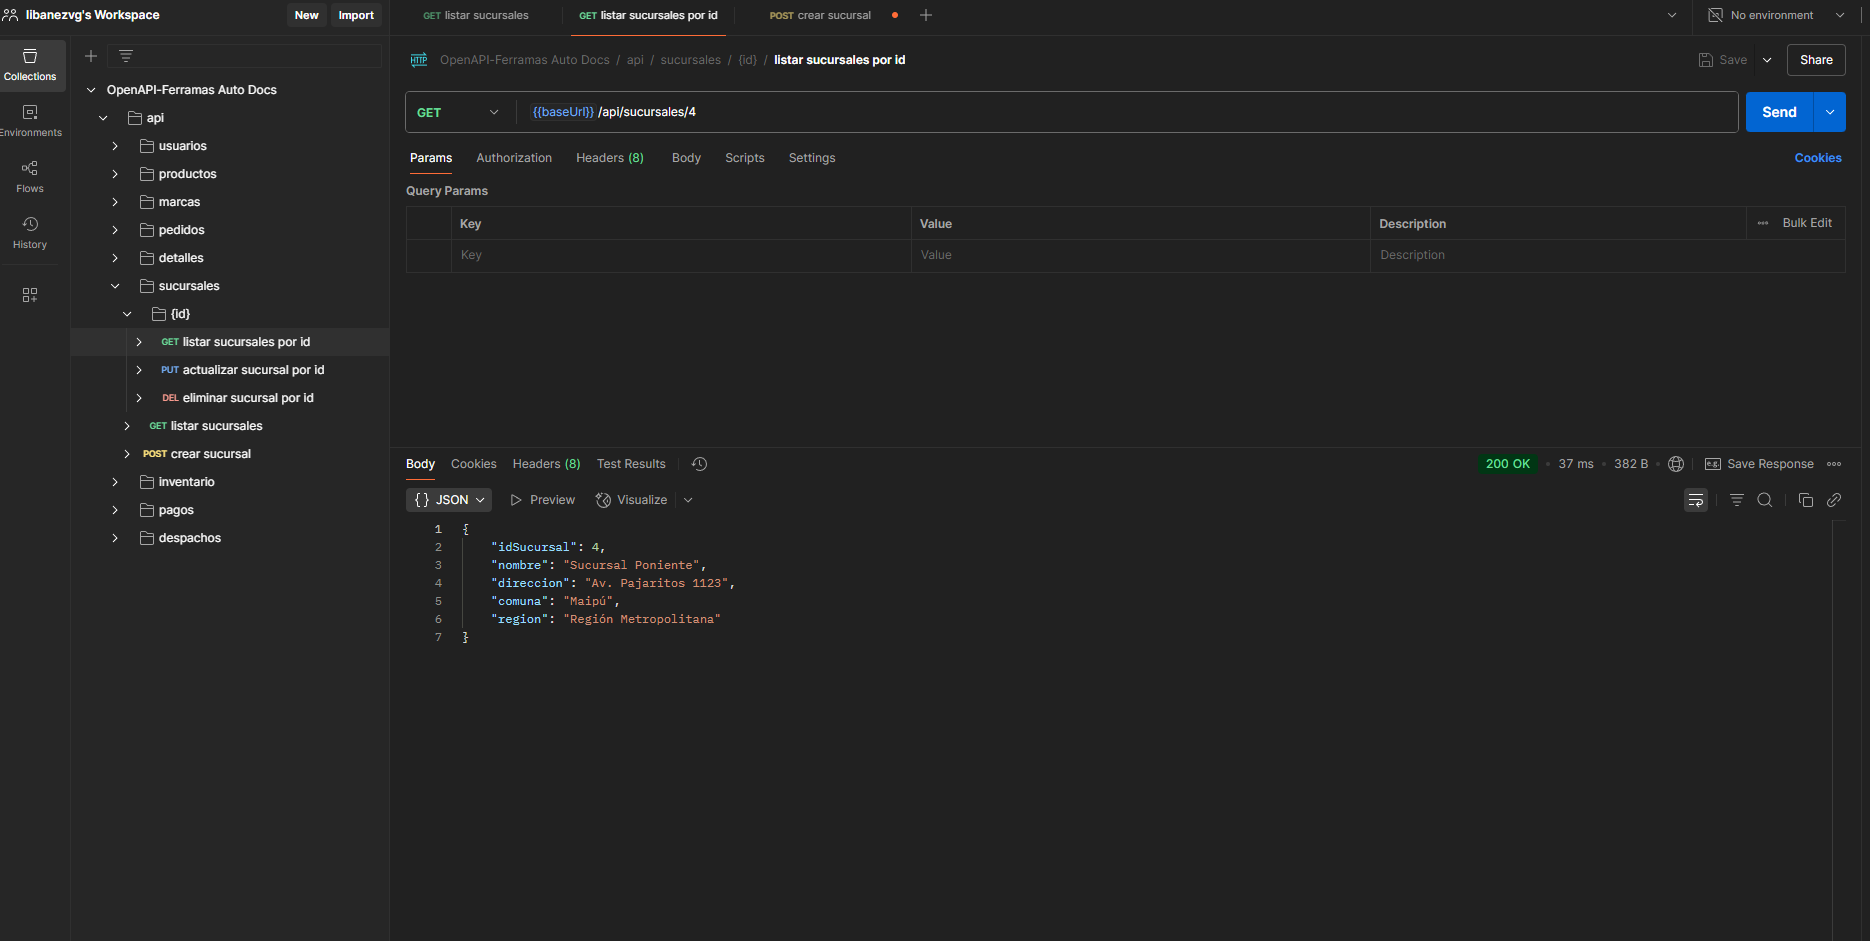 libanezvg's Workspace
New
Import
Collections
Environments
Flows
History
OpenAPI-Ferramas Auto Docs
api
usuarios
productos
marcas
pedidos
detalles
sucursales
{id}
GET listar sucursales por id
PUT actualizar sucursal por id
DEL eliminar sucursal por id
GET listar sucursales
POST crear sucursal
inventario
pagos
despachos
GET listar sucursales
GET listar sucursales por id
POST crear sucursal
No environment
HTTP OpenAPI-Ferramas Auto Docs / api / sucursales / {id} / listar sucursales por id
Save
Share
GET {{baseUrl}} /api/sucursales/4
Send
Params Authorization Headers (8) Body Scripts Settings
Cookies
Query Params
Key Value Description Bulk Edit
Key Value Description
Body Cookies Headers (8) Test Results
200 OK 37 ms 382 B e.g. Save Response
{} JSON Preview Visualize
1 {
2 "idSucursal": 4,
3 "nombre": "Sucursal Poniente",
4 "direccion": "Av. Pajaritos 1123",
5 "comuna": "Maipú",
6 "region": "Región Metropolitana"
7 }